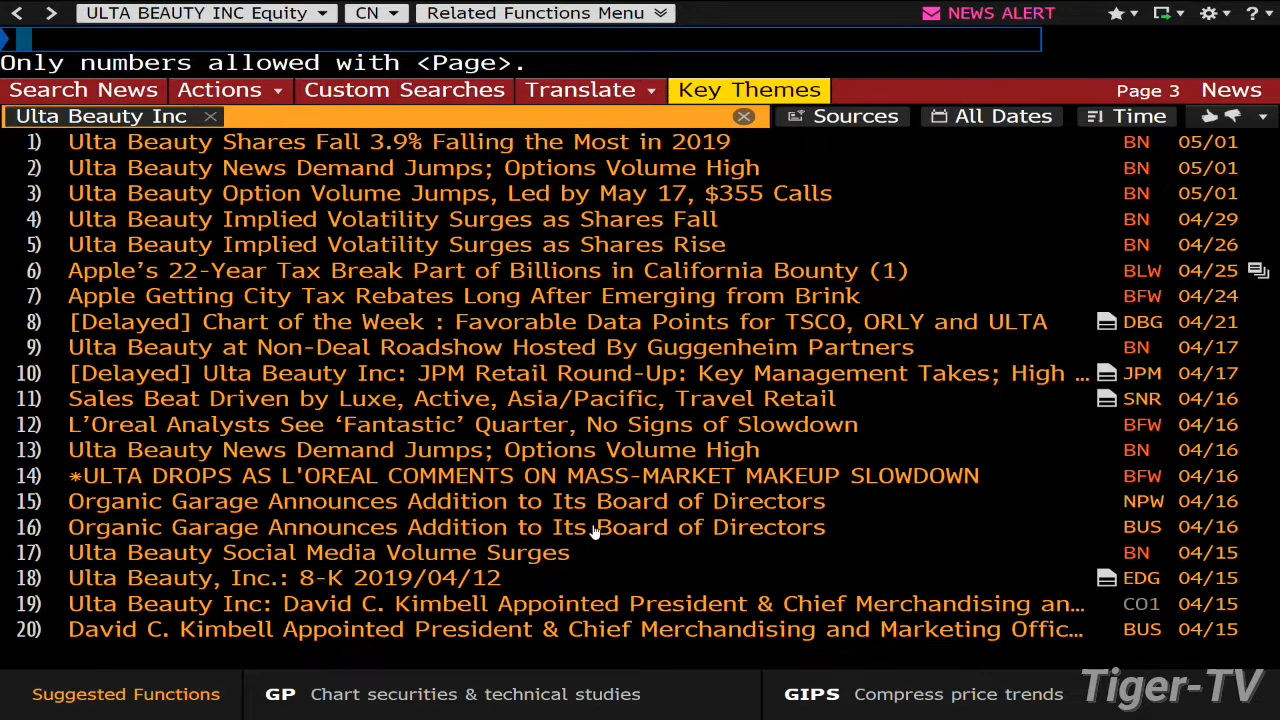 ULTA BEAUTY INC Equity CN Related Functions Menu NEWS ALERT ?
Only numbers allowed with <Page>.
Search News Actions Custom Searches Translate Key Themes Page 3 News
Ulta Beauty Inc Sources All Dates Time
1) Ulta Beauty Shares Fall 3.9% Falling the Most in 2019 BN 05/01
2) Ulta Beauty News Demand Jumps; Options Volume High BN 05/01
3) Ulta Beauty Option Volume Jumps, Led by May 17, $355 Calls BN 05/01
4) Ulta Beauty Implied Volatility Surges as Shares Fall BN 04/29
5) Ulta Beauty Implied Volatility Surges as Shares Rise BN 04/26
6) Apple's 22-Year Tax Break Part of Billions in California Bounty (1) BLW 04/25
7) Apple Getting City Tax Rebates Long After Emerging from Brink BFW 04/24
8) [Delayed] Chart of the Week : Favorable Data Points for TSCO, ORLY and ULTA DBG 04/21
9) Ulta Beauty at Non-Deal Roadshow Hosted By Guggenheim Partners BN 04/17
10) [Delayed] Ulta Beauty Inc: JPM Retail Round-Up: Key Management Takes; High ... JPM 04/17
11) Sales Beat Driven by Luxe, Active, Asia/Pacific, Travel Retail SNR 04/16
12) L'Oreal Analysts See ‘Fantastic’ Quarter, No Signs of Slowdown BFW 04/16
13) Ulta Beauty News Demand Jumps; Options Volume High BN 04/16
14) *ULTA DROPS AS L'OREAL COMMENTS ON MASS-MARKET MAKEUP SLOWDOWN BFW 04/16
15) Organic Garage Announces Addition to Its Board of Directors NPW 04/16
16) Organic Garage Announces Addition to Its Board of Directors BUS 04/16
17) Ulta Beauty Social Media Volume Surges BN 04/15
18) Ulta Beauty, Inc.: 8-K 2019/04/12 EDG 04/15
19) Ulta Beauty Inc: David C. Kimbell Appointed President & Chief Merchandising an... CO1 04/15
20) David C. Kimbell Appointed President & Chief Merchandising and Marketing Offic... BUS 04/15
Suggested Functions GP Chart securities & technical studies GIPS Compress price trends
Tiger-TV